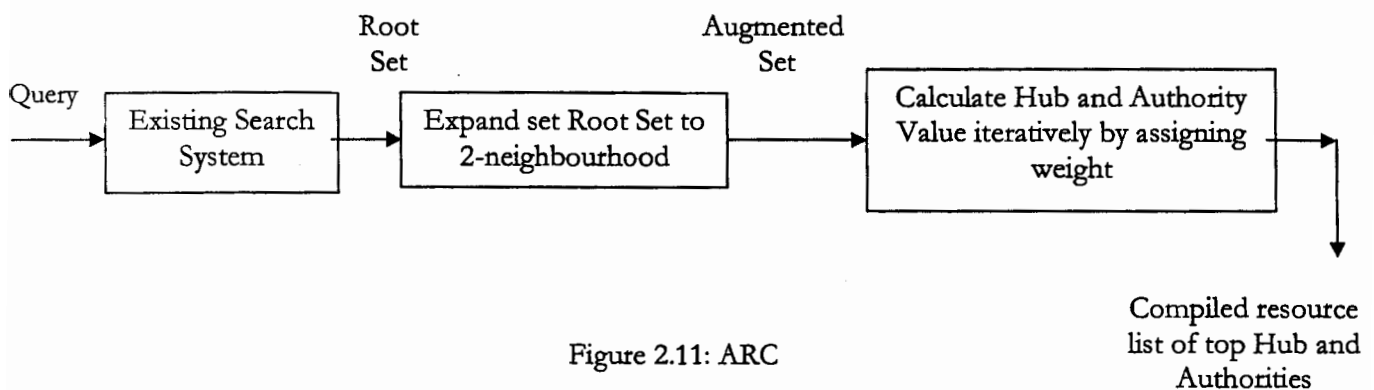 Root
Set
Augmented
Set
Query
Existing Search
System
Expand set Root Set to
2-neighbourhood
Calculate Hub and Authority
Value iteratively by assigning
weight
Compiled resource
list of top Hub and
Authorities
Figure 2.11: ARC